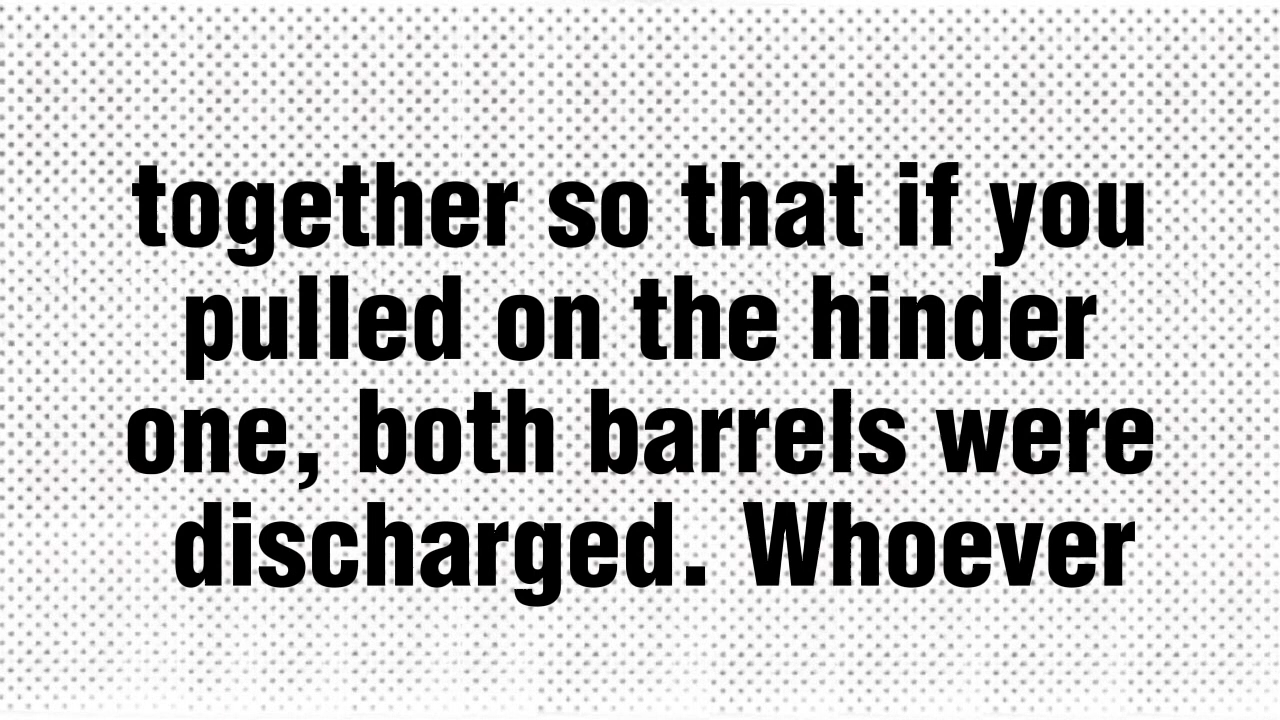 together so that if you
pulled on the hinder
one, both barrels were
discharged. Whoever